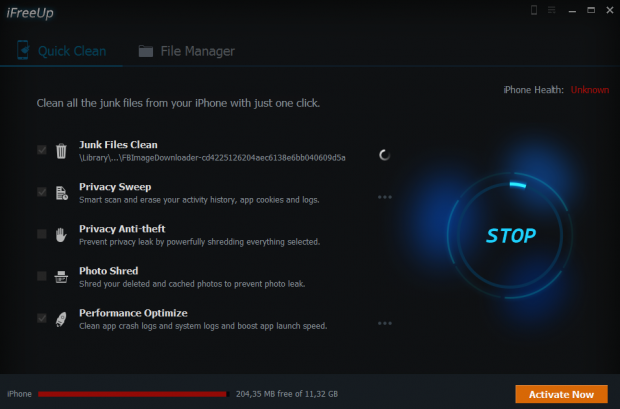 iFreeUp
Quick Clean
File Manager
iPhone Health: Unknown
Clean all the junk files from your iPhone with just one click.
Junk Files Clean
\Library\...\FBImageDownloader-cd4225126204aec6138e6bb040609d5a
Privacy Sweep
Smart scan and erase your activity history, app cookies and logs.
Privacy Anti-theft
Prevent privacy leak by powerfully shredding everything selected.
Photo Shred
Shred your deleted and cached photos to prevent photo leak.
Performance Optimize
Clean app crash logs and system logs and boost app launch speed.
STOP
iPhone
204,35 MB free of 11,32 GB
Activate Now